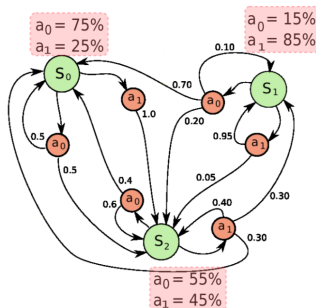 a₀ = 75%
a₁ = 25%
a₀ = 15%
a₁ = 85%
S₀
0.10
S₁
0.70
a₁
a₀
1.0
0.20
0.5
a₀
0.95
a₁
0.5
0.4
0.05
a₀
0.6
0.40
0.30
a₁
S₂
0.30
a₀ = 55%
a₁ = 45%